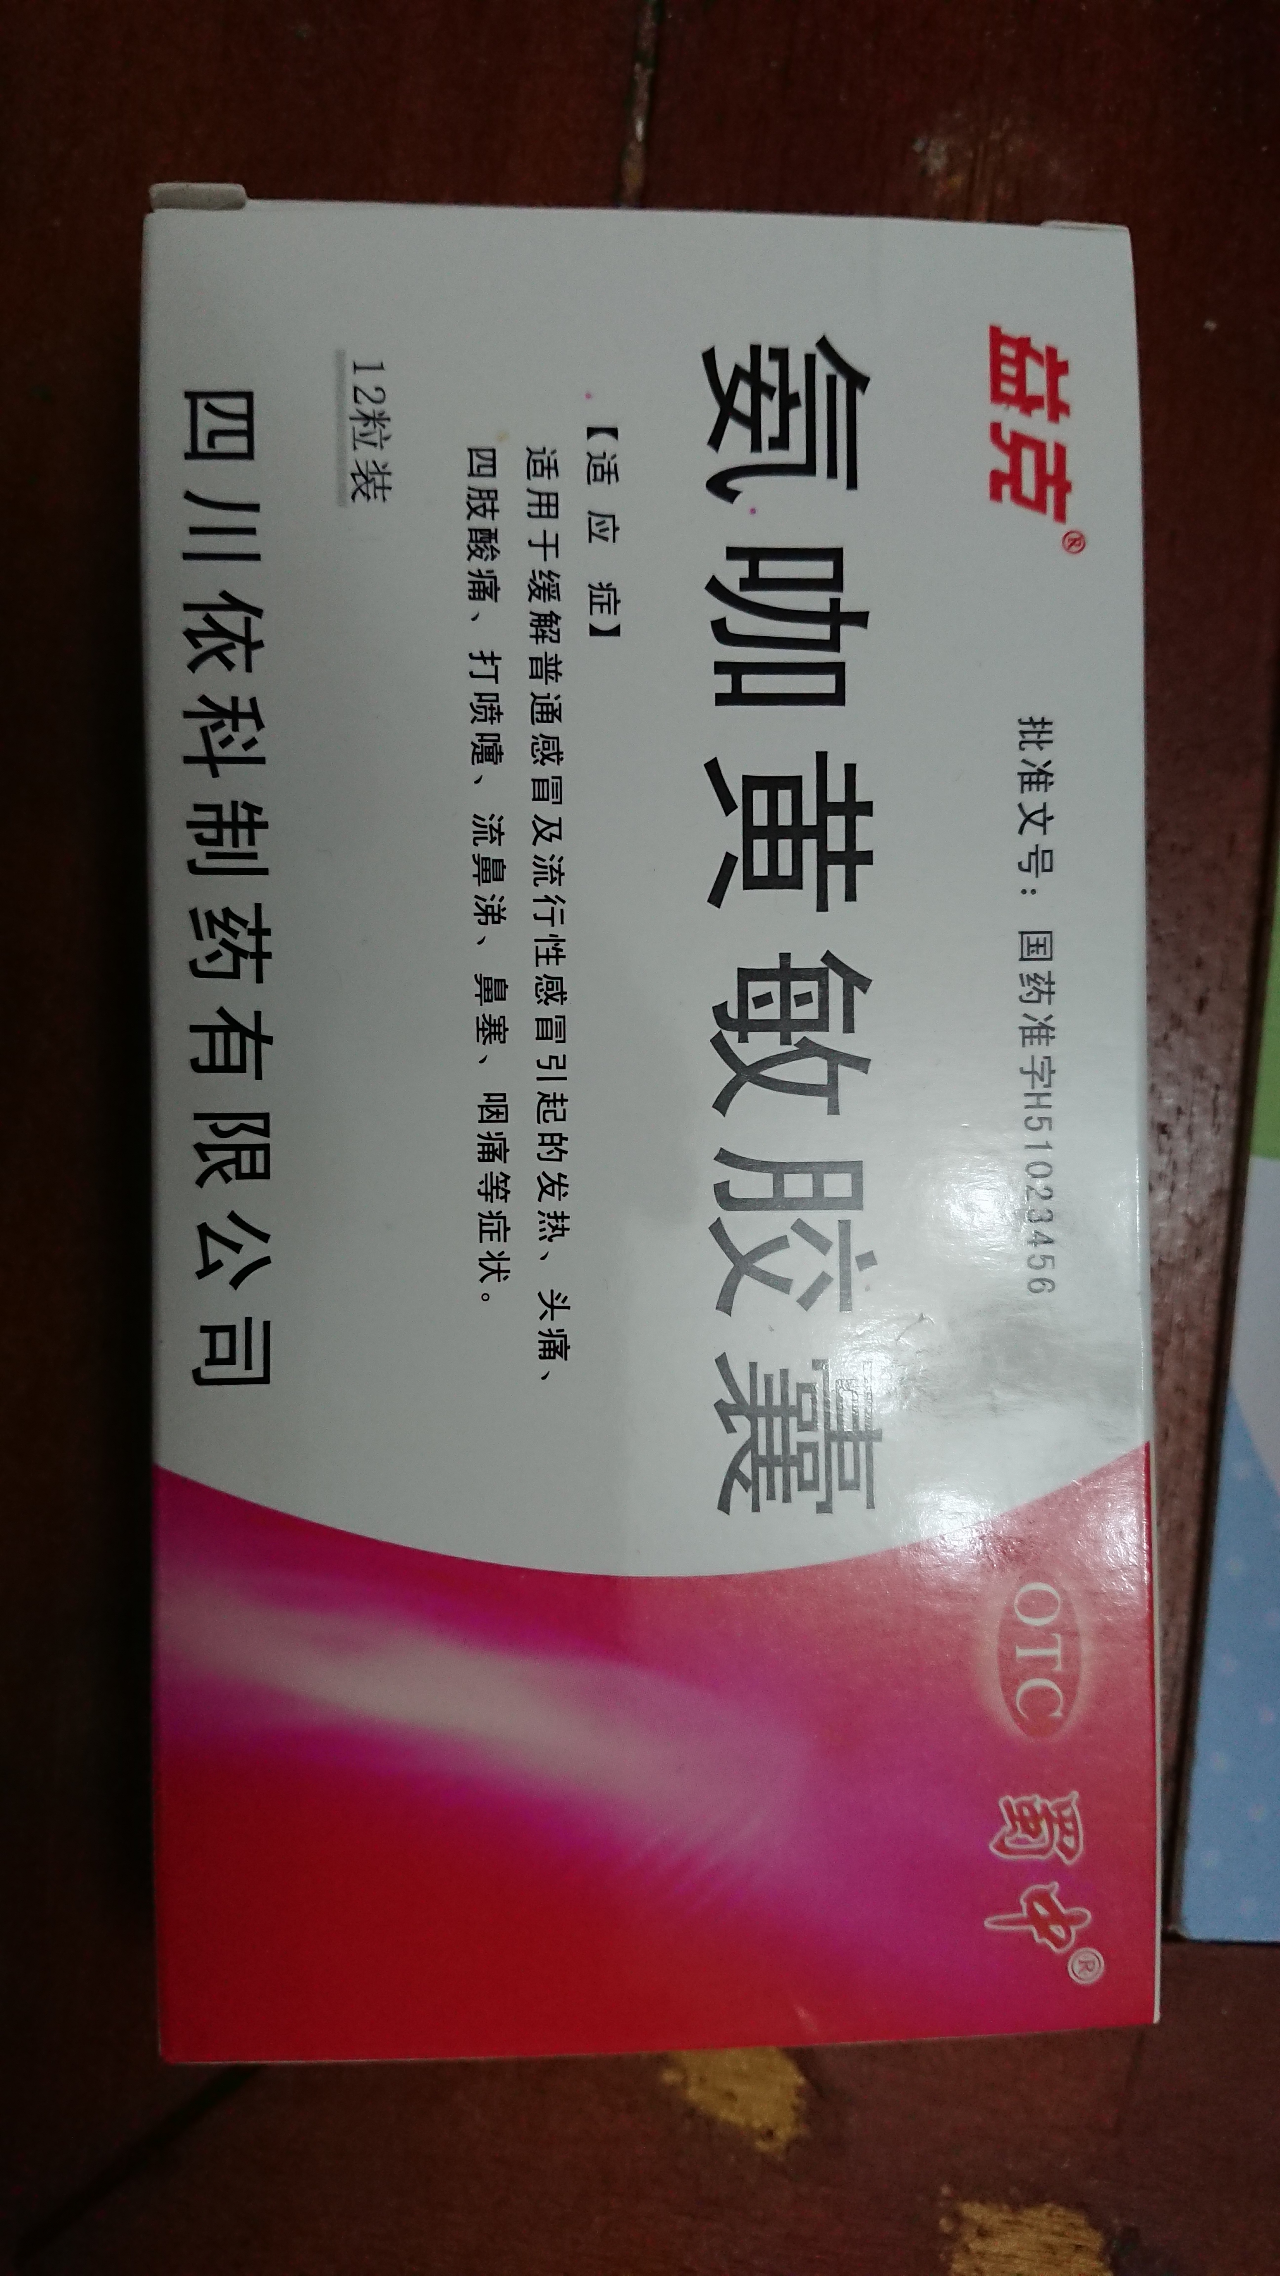 益克®
批准文号：国药准字H51023456
OTC
蜀中®
氨咖黄敏胶囊
【适 应 症】
适用于缓解普通感冒及流行性感冒引起的发热、头痛、
四肢酸痛、打喷嚏、流鼻涕、鼻塞、咽痛等症状。
12粒装
四川依科制药有限公司